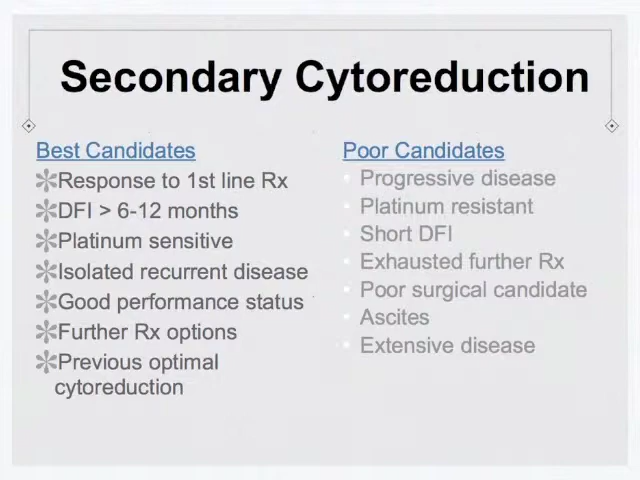 Secondary Cytoreduction
Best Candidates
Response to 1st line Rx
DFI > 6-12 months
Platinum sensitive
Isolated recurrent disease
Good performance status
Further Rx options
Previous optimal
cytoreduction
Poor Candidates
Progressive disease
Platinum resistant
Short DFI
Exhausted further Rx
Poor surgical candidate
Ascites
Extensive disease